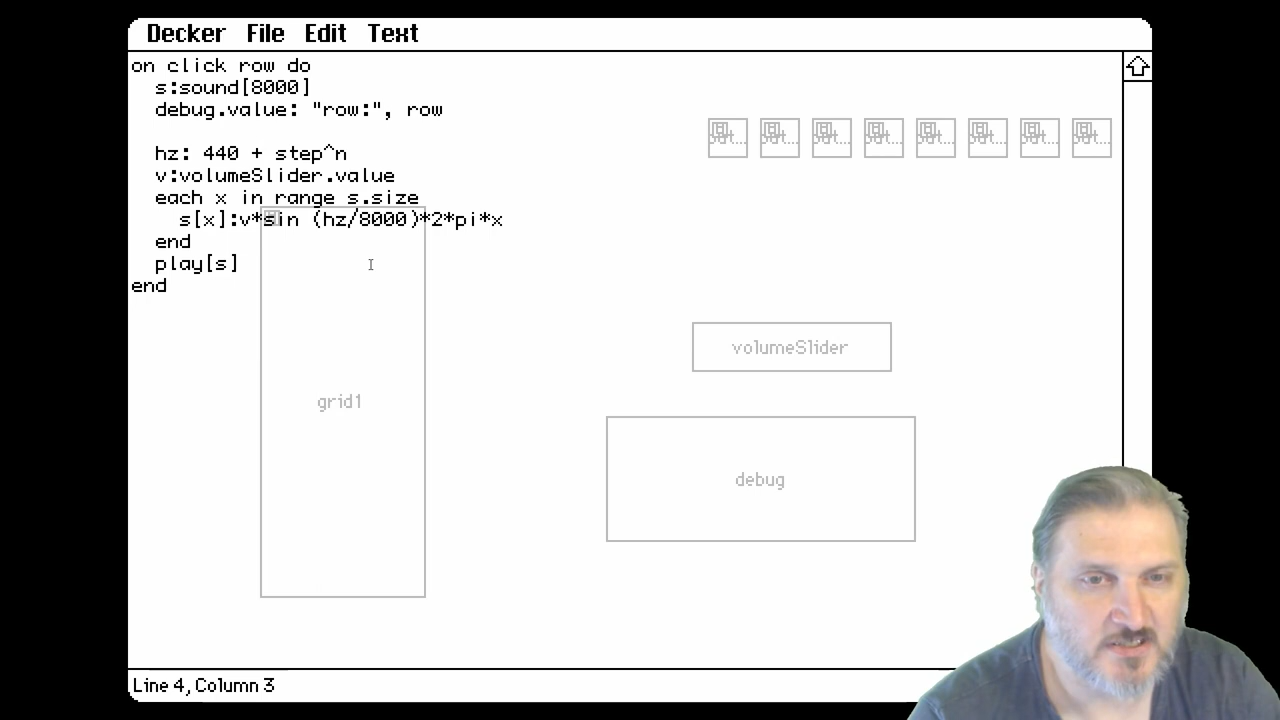 Decker File Edit Text
on click row do
s:sound[8000]
debug.value: "row:", row
hz: 440 + step^n
v:volumeSlider.value
each x in range s.size
s[x]:v*sin (hz/8000)*2*pi*x
end
play[s]
end
volumeSlider
grid1
debug
Line 4, Column 3